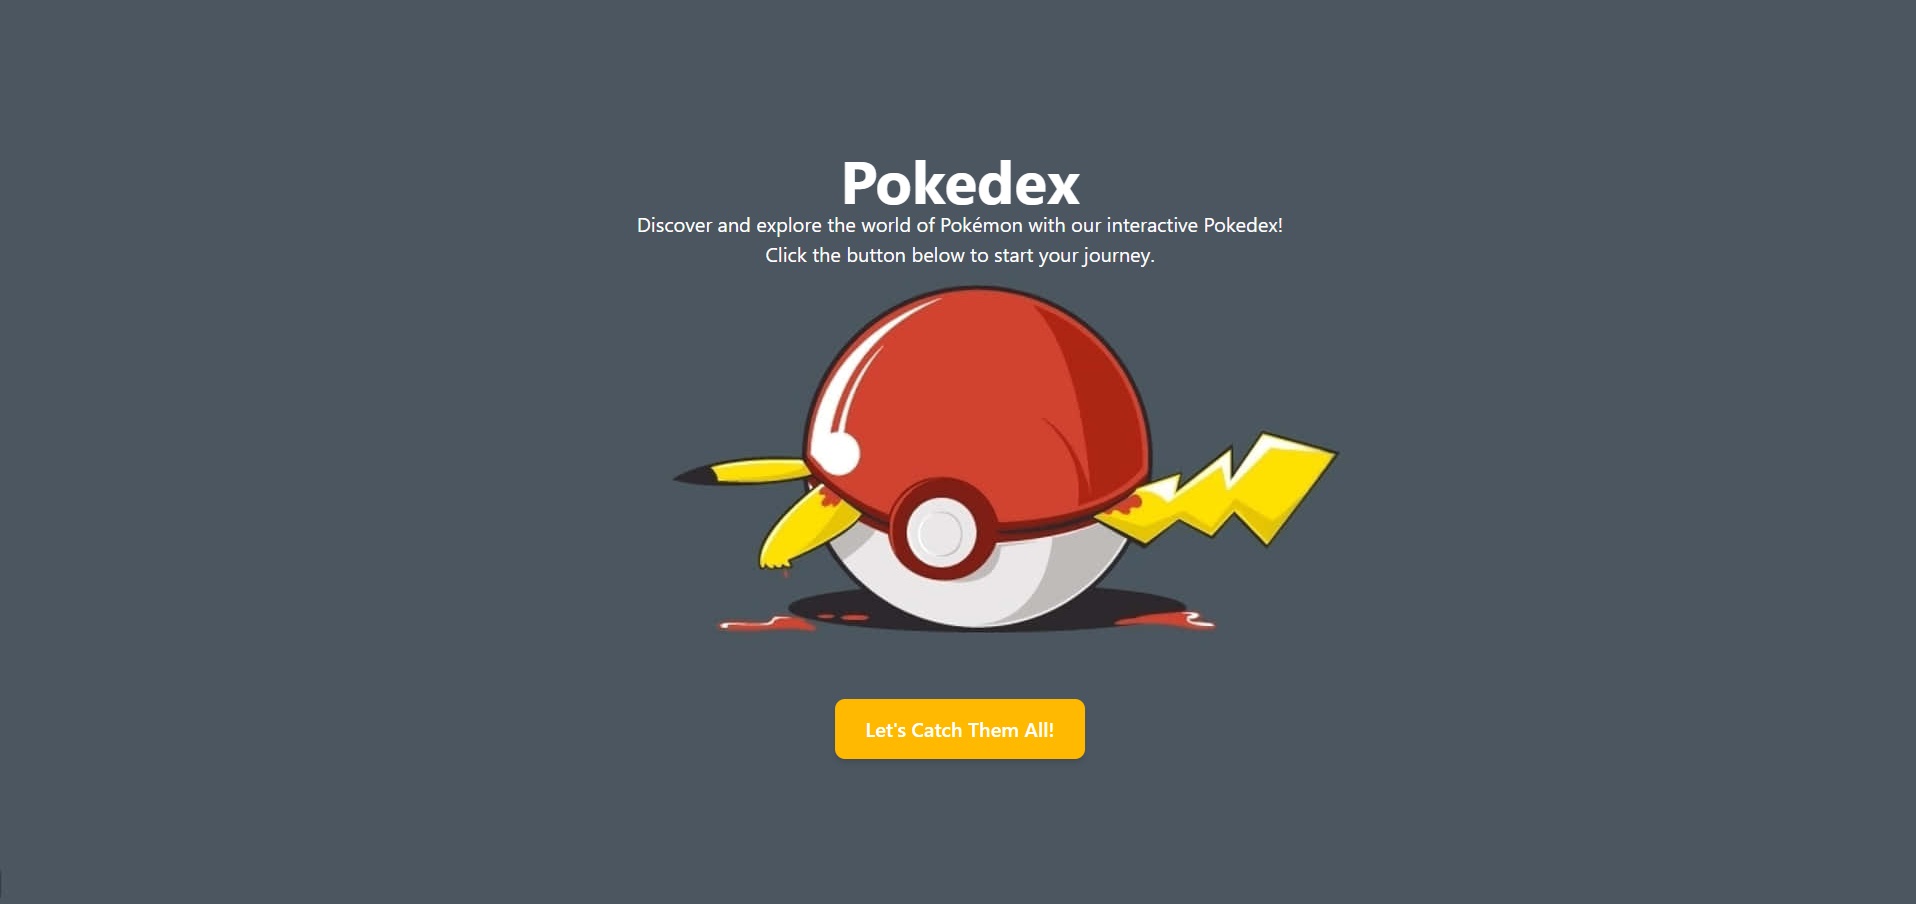 Pokedex
Discover and explore the world of Pokémon with our interactive Pokedex!
Click the button below to start your journey.
Let's Catch Them All!